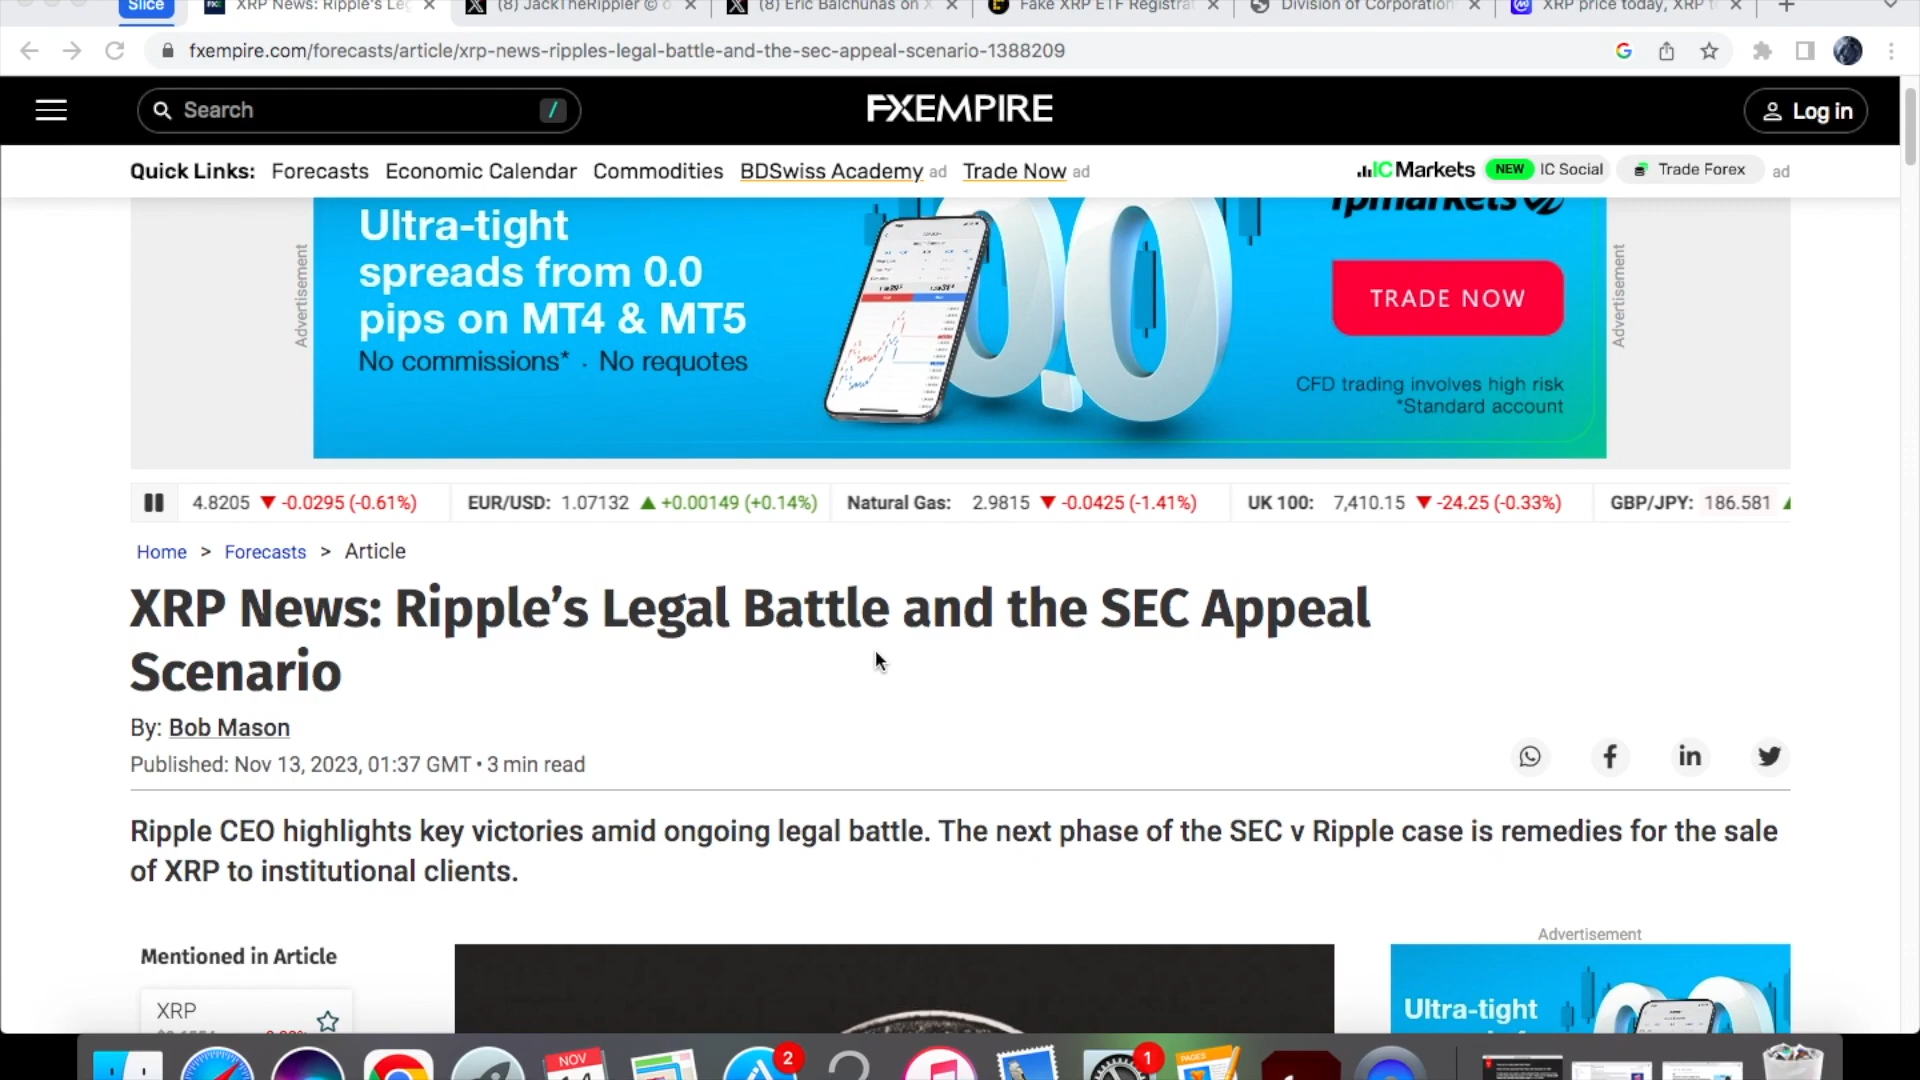 Slice
XRP News: Ripple's Leg
(8) JackTheRippler © o
(8) Eric Balchunas on X
Fake XRP ETF Registrat
Division of Corporation
XRP price today, XRP to
fxempire.com/forecasts/article/xrp-news-ripples-legal-battle-and-the-sec-appeal-scenario-1388209
Search /
FXEMPIRE
Log in
Quick Links: Forecasts Economic Calendar Commodities BDSwiss Academy ad Trade Now ad
IC Markets NEW IC Social Trade Forex ad
Advertisement
Ultra-tight
spreads from 0.0
pips on MT4 & MT5
No commissions* · No requotes
0.0
fpmarkets
TRADE NOW
CFD trading involves high risk
*Standard account
Advertisement
4.8205 ▼ -0.0295 (-0.61%) EUR/USD: 1.07132 ▲ +0.00149 (+0.14%) Natural Gas: 2.9815 ▼ -0.0425 (-1.41%) UK 100: 7,410.15 ▼ -24.25 (-0.33%) GBP/JPY: 186.581
Home > Forecasts > Article
XRP News: Ripple’s Legal Battle and the SEC Appeal
Scenario
By: Bob Mason
Published: Nov 13, 2023, 01:37 GMT • 3 min read
Ripple CEO highlights key victories amid ongoing legal battle. The next phase of the SEC v Ripple case is remedies for the sale
of XRP to institutional clients.
Mentioned in Article
XRP
Advertisement
Ultra-tight
NOV
2
1
PAGES